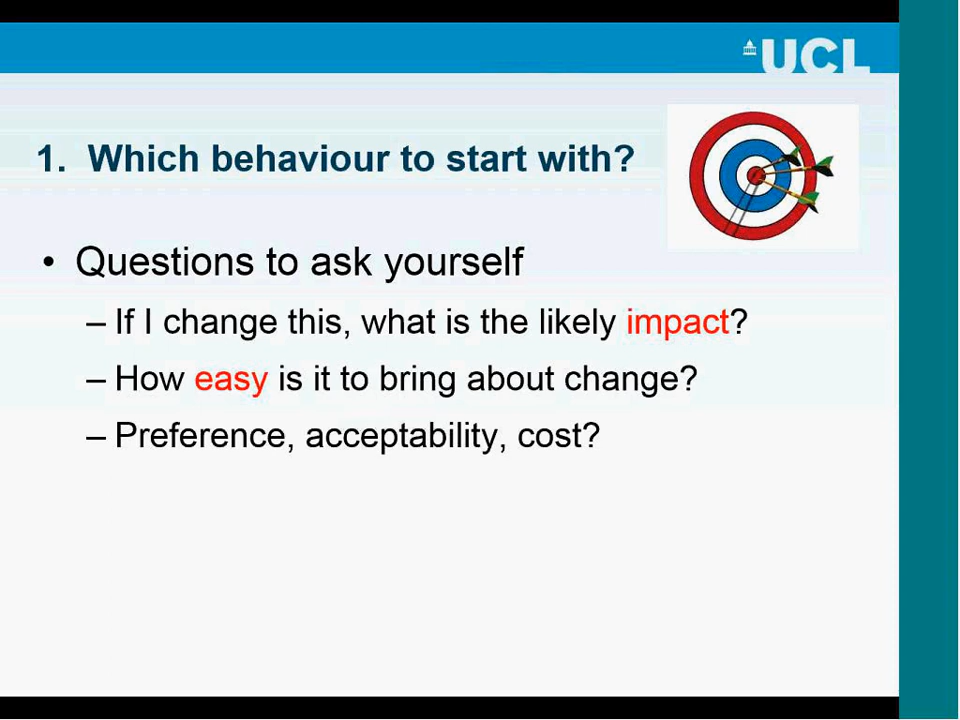 UCL
1. Which behaviour to start with?
• Questions to ask yourself
– If I change this, what is the likely impact?
– How easy is it to bring about change?
– Preference, acceptability, cost?